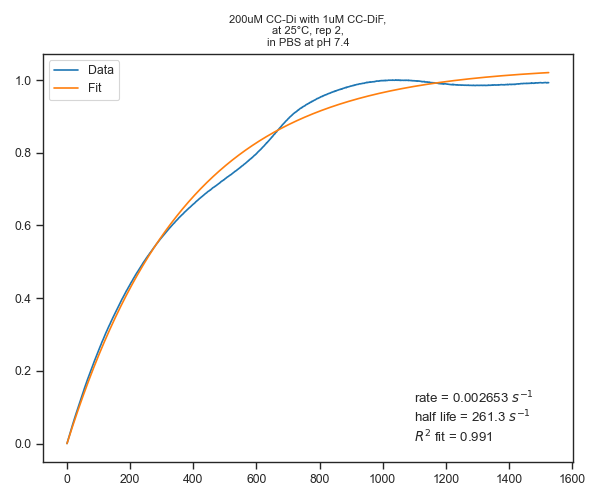 200uM CC-Di with 1uM CC-DiF,
at 25°C, rep 2,
in PBS at pH 7.4
Data
Fit
1.0
0.8
0.6
0.4
0.2
0.0
rate = 0.002653 s⁻¹
half life = 261.3 s⁻¹
R² fit = 0.991
0 200 400 600 800 1000 1200 1400 1600